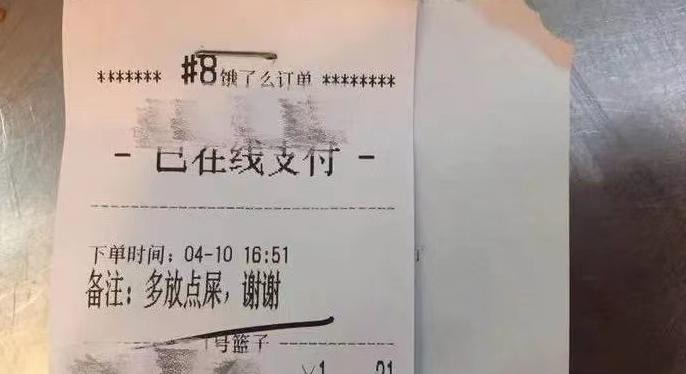 ******* #8 饿了么订单 ********
- 已在线支付 -
下单时间：04-10 16:51
备注：多放点屎，谢谢
号篮子
21